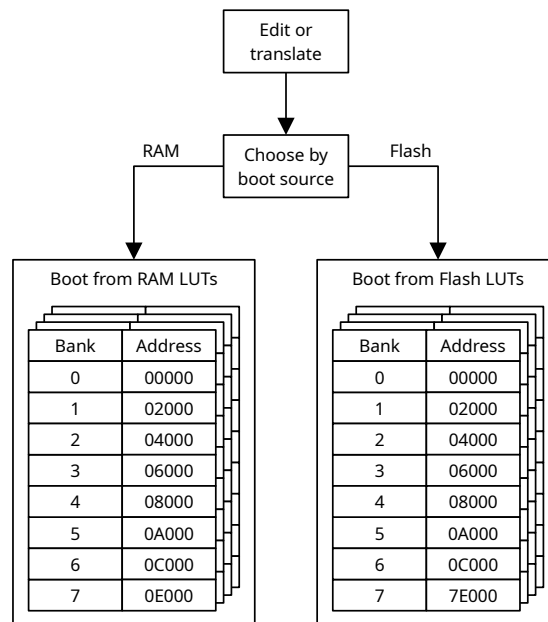 Edit or
translate
Choose by
boot source
RAM
Flash
Boot from RAM LUTs
Bank Address
0 00000
1 02000
2 04000
3 06000
4 08000
5 0A000
6 0C000
7 0E000
Boot from Flash LUTs
Bank Address
0 00000
1 02000
2 04000
3 06000
4 08000
5 0A000
6 0C000
7 7E000